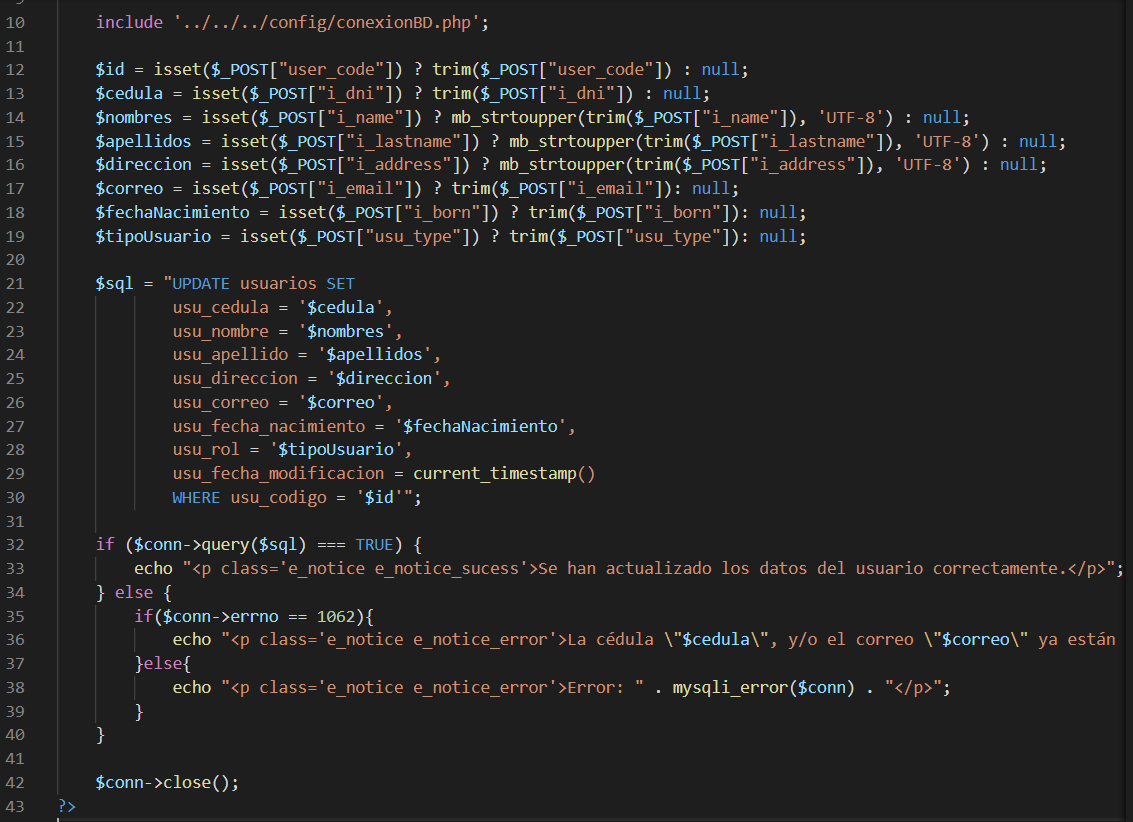 10 include '../../../config/conexionBD.php';
11
12 $id = isset($_POST["user_code"]) ? trim($_POST["user_code"]) : null;
13 $cedula = isset($_POST["i_dni"]) ? trim($_POST["i_dni"]) : null;
14 $nombres = isset($_POST["i_name"]) ? mb_strtoupper(trim($_POST["i_name"]), 'UTF-8') : null;
15 $apellidos = isset($_POST["i_lastname"]) ? mb_strtoupper(trim($_POST["i_lastname"]), 'UTF-8') : null;
16 $direccion = isset($_POST["i_address"]) ? mb_strtoupper(trim($_POST["i_address"]), 'UTF-8') : null;
17 $correo = isset($_POST["i_email"]) ? trim($_POST["i_email"]): null;
18 $fechaNacimiento = isset($_POST["i_born"]) ? trim($_POST["i_born"]): null;
19 $tipoUsuario = isset($_POST["usu_type"]) ? trim($_POST["usu_type"]): null;
20
21 $sql = "UPDATE usuarios SET
22 usu_cedula = '$cedula',
23 usu_nombre = '$nombres',
24 usu_apellido = '$apellidos',
25 usu_direccion = '$direccion',
26 usu_correo = '$correo',
27 usu_fecha_nacimiento = '$fechaNacimiento',
28 usu_rol = '$tipoUsuario',
29 usu_fecha_modificacion = current_timestamp()
30 WHERE usu_codigo = '$id'";
31
32 if ($conn->query($sql) === TRUE) {
33 echo "<p class='e_notice e_notice_sucess'>Se han actualizado los datos del usuario correctamente.</p>";
34 } else {
35 if($conn->errno == 1062){
36 echo "<p class='e_notice e_notice_error'>La cédula \"$cedula\", y/o el correo \"$correo\" ya están
37 }else{
38 echo "<p class='e_notice e_notice_error'>Error: " . mysqli_error($conn) . "</p>";
39 }
40 }
41
42 $conn->close();
43 ?>